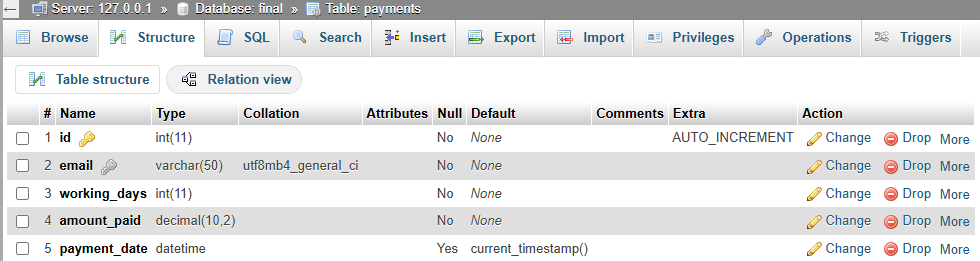 ← Server: 127.0.0.1 » Database: final » Table: payments
Browse Structure SQL Search Insert Export Import Privileges Operations Triggers
Table structure Relation view
# Name Type Collation Attributes Null Default Comments Extra Action
1 id int(11) No None AUTO_INCREMENT Change Drop More
2 email varchar(50) utf8mb4_general_ci No None Change Drop More
3 working_days int(11) No None Change Drop More
4 amount_paid decimal(10,2) No None Change Drop More
5 payment_date datetime Yes current_timestamp() Change Drop More